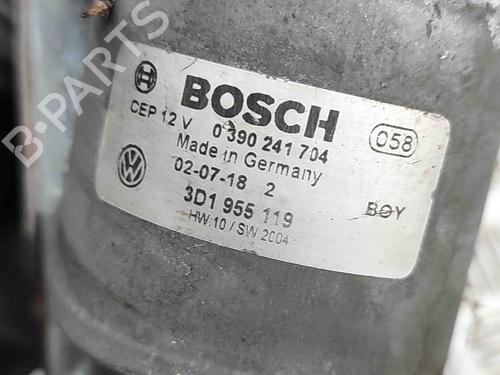 BOSCH
CEP 12 V 0 390 241 704
058
Made in Germany
02-07-18 2
3D1 955 119
BOY
HW:10 / SW:2004
B-PARTS